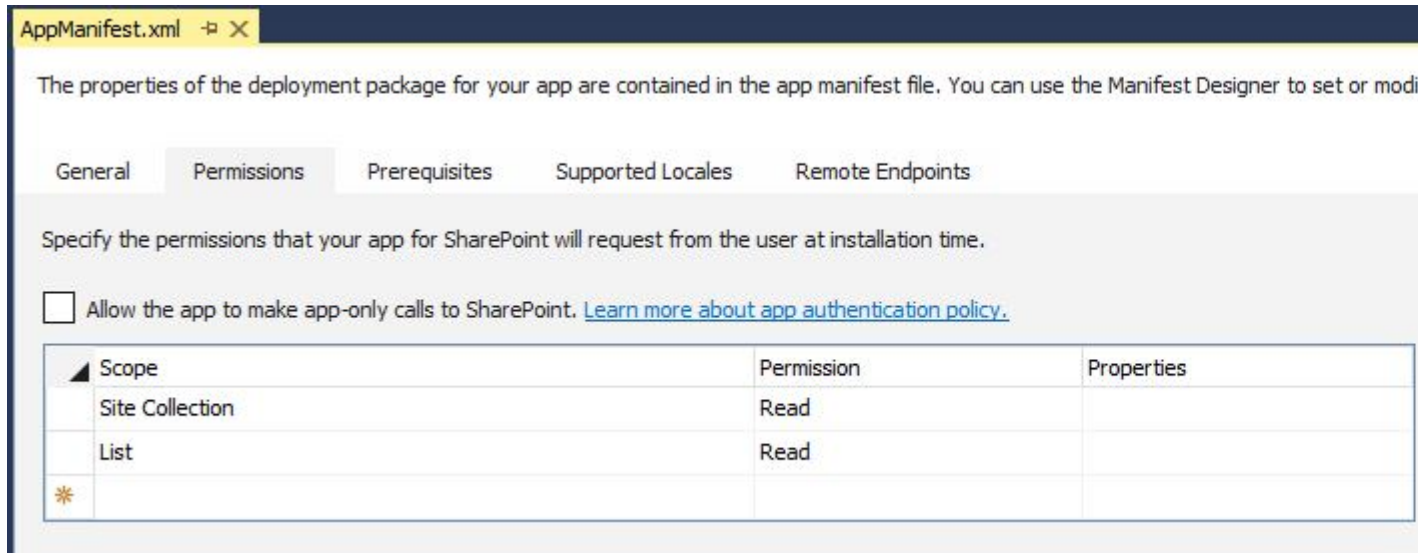 AppManifest.xml
The properties of the deployment package for your app are contained in the app manifest file. You can use the Manifest Designer to set or modi
General Permissions Prerequisites Supported Locales Remote Endpoints
Specify the permissions that your app for SharePoint will request from the user at installation time.
Allow the app to make app-only calls to SharePoint. Learn more about app authentication policy.
Scope Permission Properties
Site Collection Read
List Read